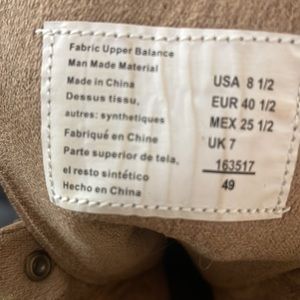 Fabric Upper Balance
Man Made Material
Made in China
Dessus tissu,
autres: synthetiques
Fabriqué en Chine
Parte superior de tela,
el resto sintético
Hecho en China
USA 8 1/2
EUR 40 1/2
MEX 25 1/2
UK 7
163517
49